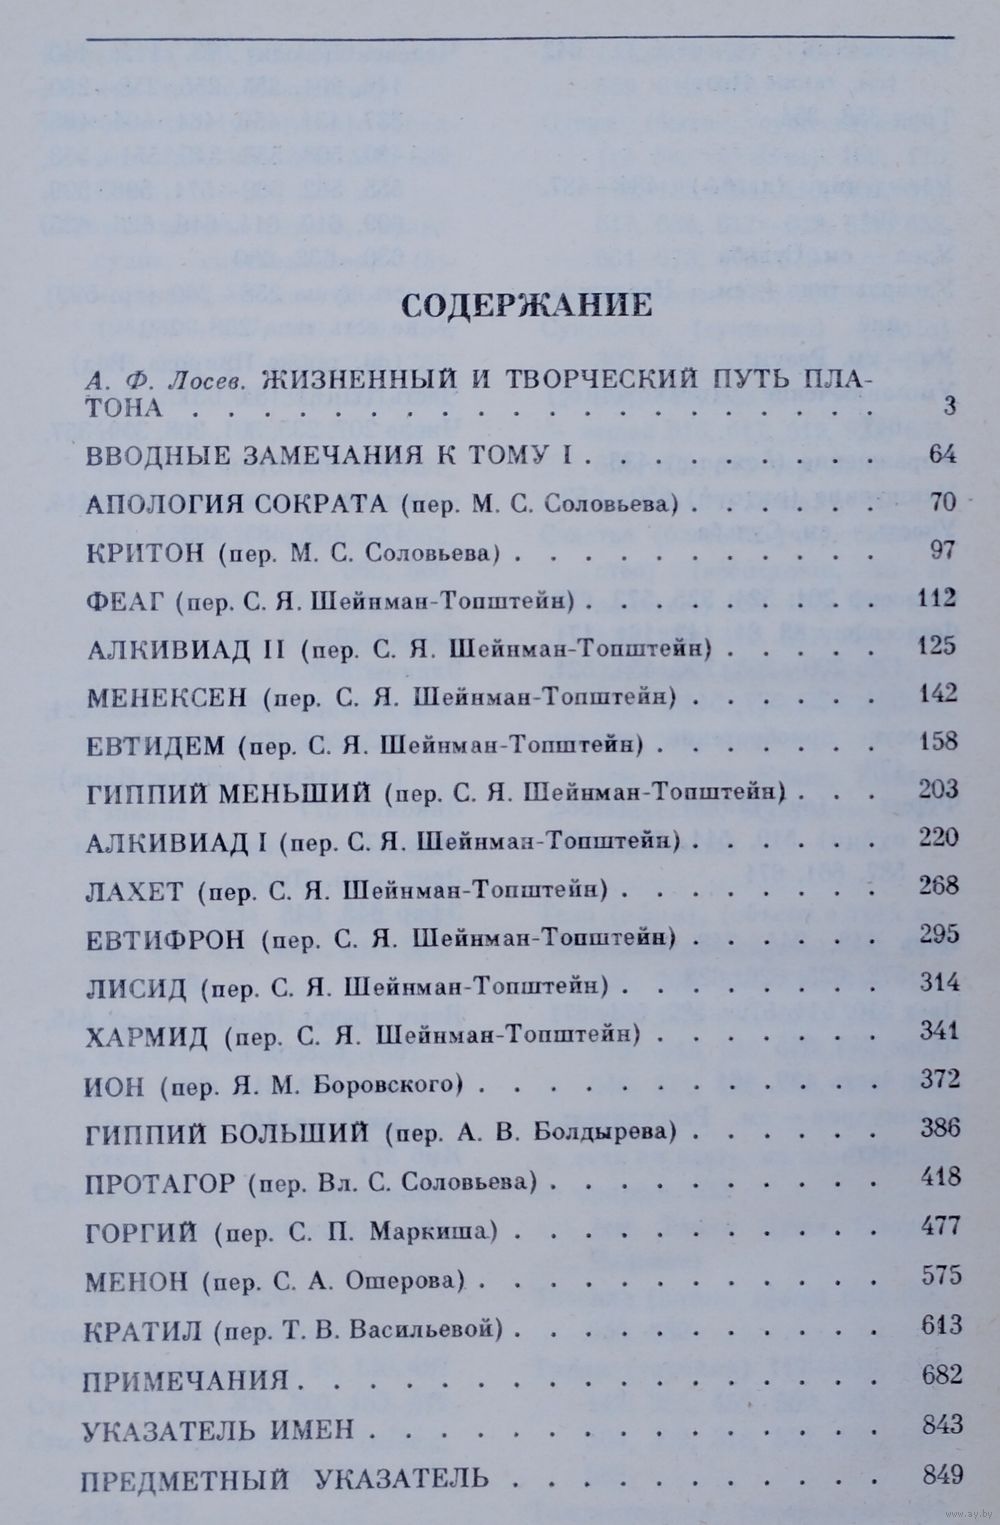 СОДЕРЖАНИЕ
А. Ф. Лосев. ЖИЗНЕННЫЙ И ТВОРЧЕСКИЙ ПУТЬ ПЛА-
ТОНА . . . . . . . . . . . . . . . . . . . 3
ВВОДНЫЕ ЗАМЕЧАНИЯ К ТОМУ I . . . . . . . . . 64
АПОЛОГИЯ СОКРАТА (пер. М. С. Соловьева) . . . . . . 70
КРИТОН (пер. М. С. Соловьева) . . . . . . . . . . . 97
ФЕАГ (пер. С. Я. Шейнман-Топштейн) . . . . . . . . . 112
АЛКИВИАД II (пер. С. Я. Шейнман-Топштейн) . . . . . 125
МЕНЕКСЕН (пер. С. Я. Шейнман-Топштейн) . . . . . . 142
ЕВТИДЕМ (пер. С. Я. Шейнман-Топштейн) . . . . . . . 158
ГИППИЙ МЕНЬШИЙ (пер. С. Я. Шейнман-Топштейн) . . . 203
АЛКИВИАД I (пер. С. Я. Шейнман-Топштейн) . . . . . . 220
ЛАХЕТ (пер. С. Я. Шейнман-Топштейн) . . . . . . . . 268
ЕВТИФРОН (пер. С. Я. Шейнман-Топштейн) . . . . . . 295
ЛИСИД (пер. С. Я. Шейнман-Топштейн) . . . . . . . . 314
ХАРМИД (пер. С. Я. Шейнман-Топштейн) . . . . . . . 341
ИОН (пер. Я. М. Боровского) . . . . . . . . . . . . 372
ГИППИЙ БОЛЬШИЙ (пер. А. В. Болдырева) . . . . . . 386
ПРОТАГОР (пер. Вл. С. Соловьева) . . . . . . . . . . 418
ГОРГИЙ (пер. С. П. Маркиша) . . . . . . . . . . . 477
МЕНОН (пер. С. А. Ошерова) . . . . . . . . . . . . 575
КРАТИЛ (пер. Т. В. Васильевой) . . . . . . . . . . . 613
ПРИМЕЧАНИЯ . . . . . . . . . . . . . . . . . 682
УКАЗАТЕЛЬ ИМЕН . . . . . . . . . . . . . . . 843
ПРЕДМЕТНЫЙ УКАЗАТЕЛЬ . . . . . . . . . . . 849
www.ay.by